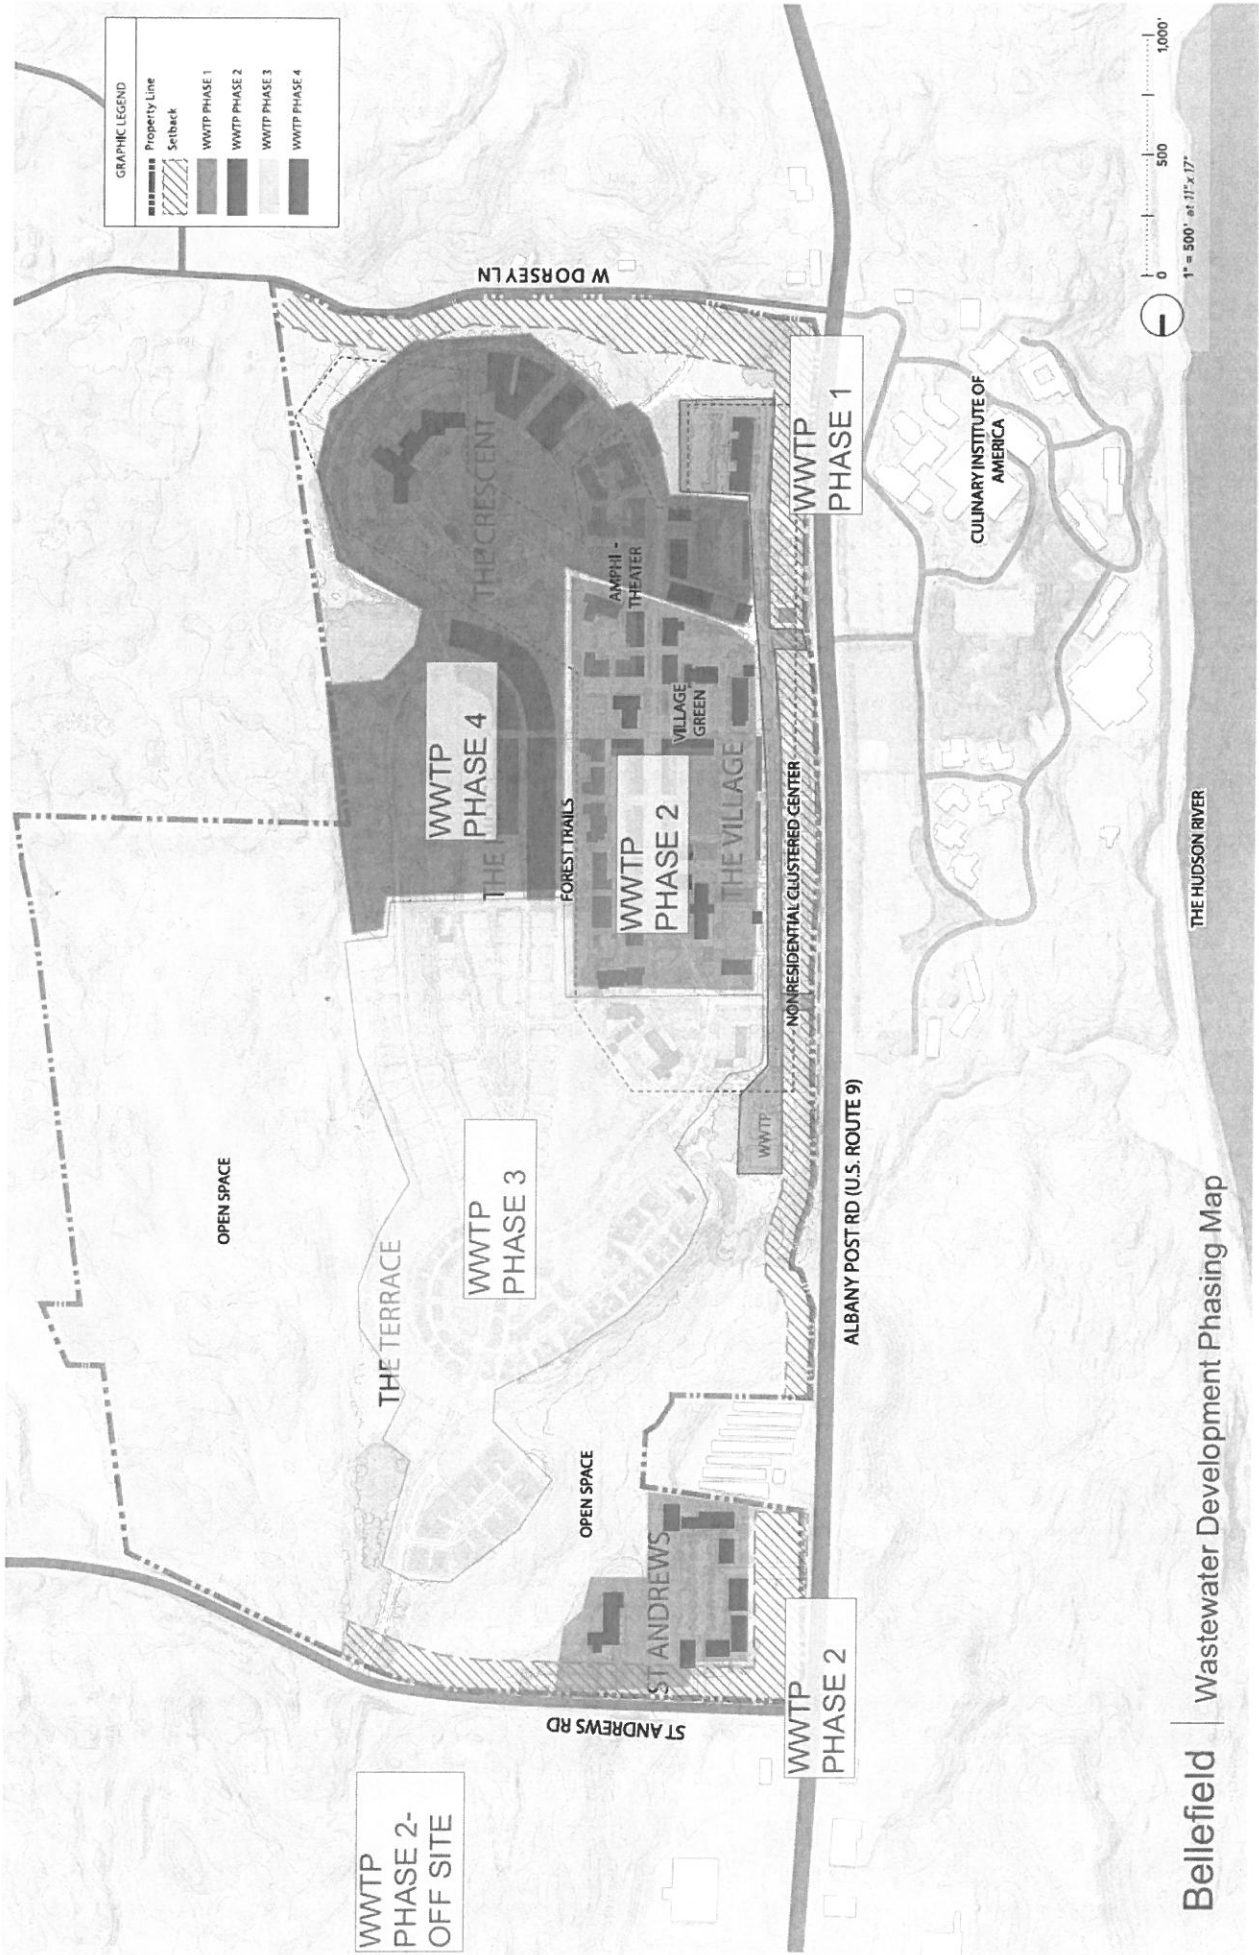 GRAPHIC LEGEND
Property Line
Setback
WWTP PHASE 1
WWTP PHASE 2
WWTP PHASE 3
WWTP PHASE 4
W DORSEY LN
THE CRESCENT
AMPHI -
THEATER
WWTP
PHASE 1
CULINARY INSTITUTE OF
AMERICA
0
500
1,000'
1" = 500' at 11" x 17"
WWTP
PHASE 4
THE
FOREST TRAILS
VILLAGE
GREEN
WWTP
PHASE 2
THE VILLAGE
NONRESIDENTIAL CLUSTERED CENTER
THE HUDSON RIVER
OPEN SPACE
WWTP
PHASE 3
THE TERRACE
WWTP
ALBANY POST RD (U.S. ROUTE 9)
OPEN SPACE
ST ANDREWS
ST ANDREWS RD
WWTP
PHASE 2
WWTP
PHASE 2-
OFF SITE
Bellefield | Wastewater Development Phasing Map